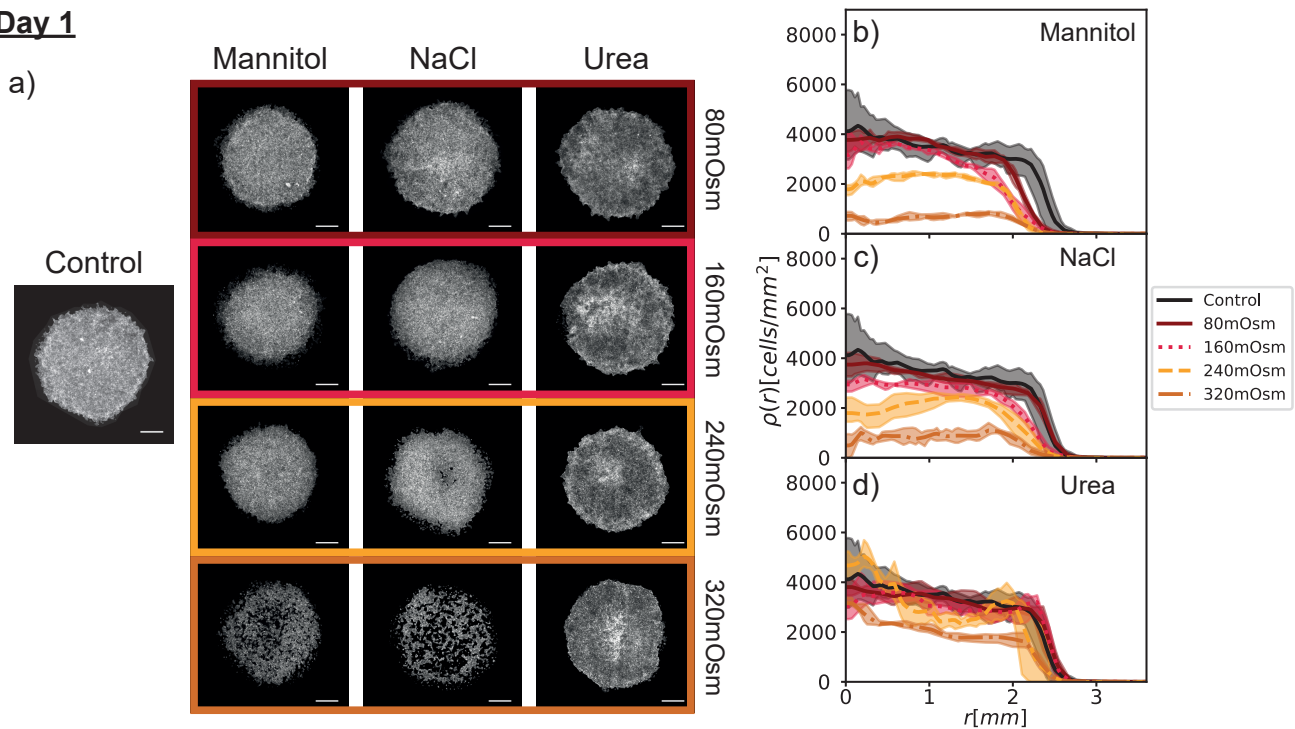 Day 1
a)
Mannitol NaCl Urea
Control
80mOsm
160mOsm
240mOsm
320mOsm
b) Mannitol
8000
6000
4000
2000
0
c) NaCl
8000
6000
4000
2000
0
d) Urea
8000
6000
4000
2000
0
0 1 2 3
r[mm]
ρ(r)[cells/mm²]
Control
80mOsm
160mOsm
240mOsm
320mOsm